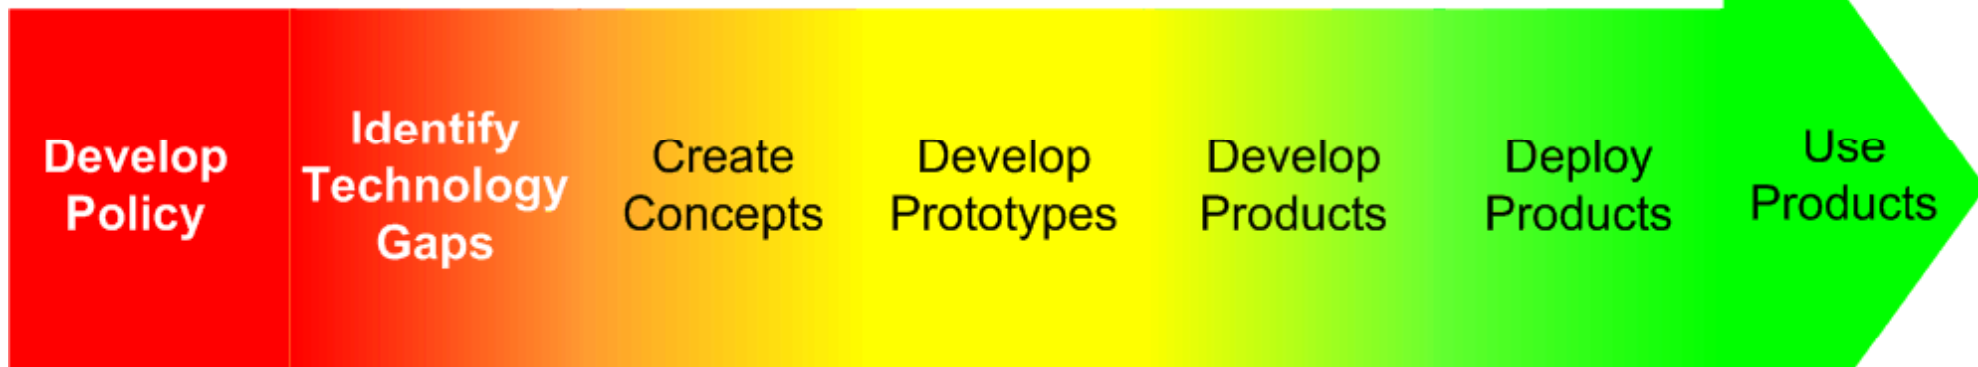 Develop
Policy
Identify
Technology
Gaps
Create
Concepts
Develop
Prototypes
Develop
Products
Deploy
Products
Use
Products